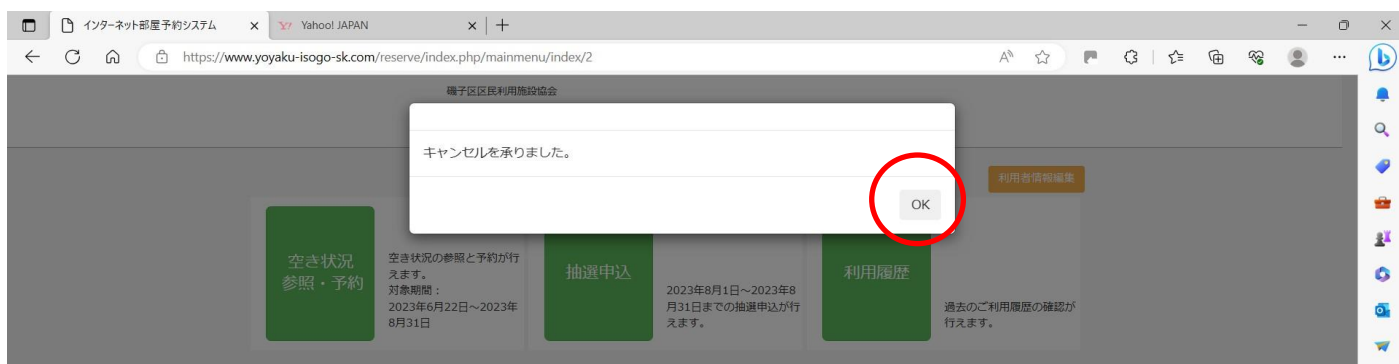 インターネット部屋予約システム
Yahoo! JAPAN
https://www.yoyaku-isogo-sk.com/reserve/index.php/mainmenu/index/2
磯子区区民利用施設協会
キャンセルを承りました。
OK
利用者情報編集
空き状況
参照・予約
空き状況の参照と予約が行
えます。
対象期間：
2023年6月22日～2023年
8月31日
抽選申込
2023年8月1日～2023年8
月31日までの抽選申込が行
えます。
利用履歴
過去のご利用履歴の確認が
行えます。